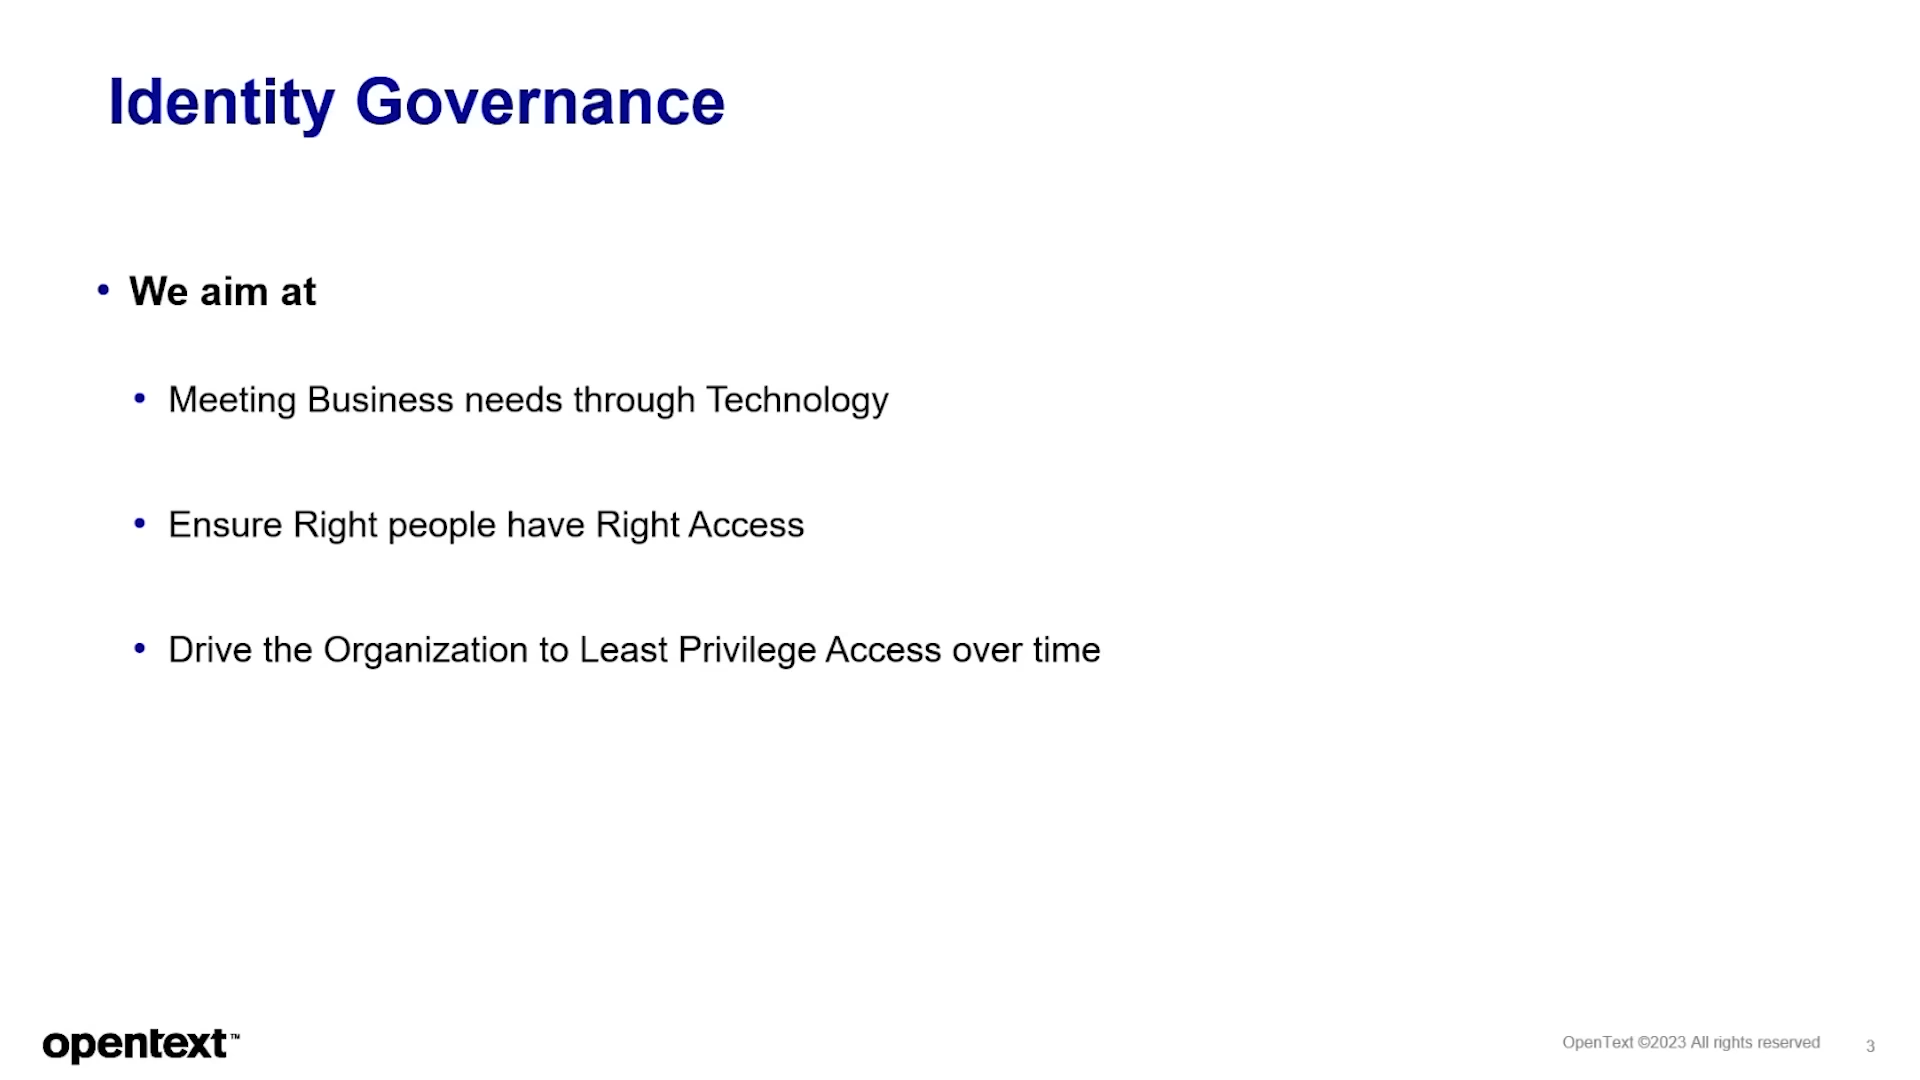 Identity Governance
• We aim at
• Meeting Business needs through Technology
• Ensure Right people have Right Access
• Drive the Organization to Least Privilege Access over time
opentext™
OpenText ©2023 All rights reserved
3